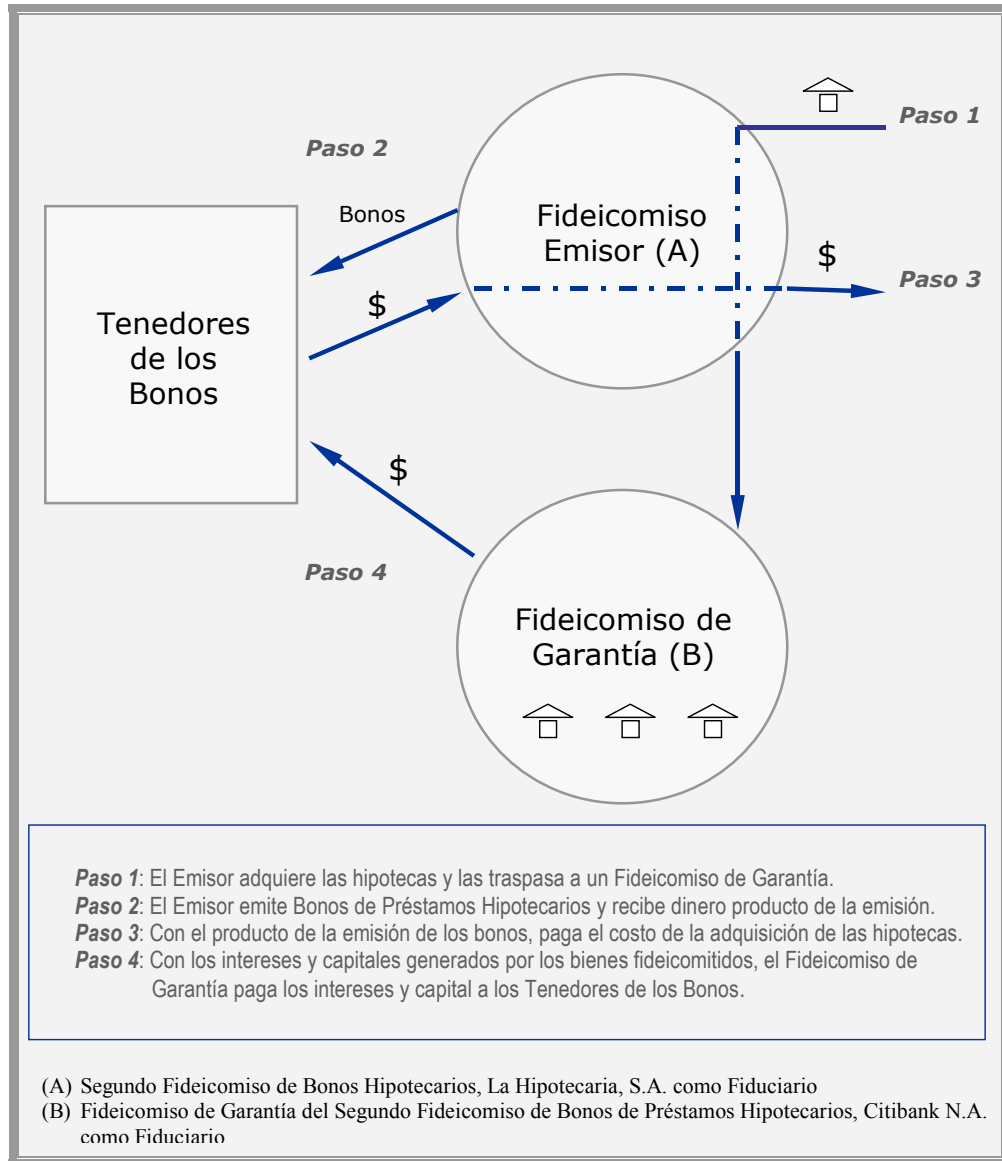 Paso 1
Paso 2
Bonos
Fideicomiso
Emisor (A)
$
Paso 3
$
Tenedores
de los
Bonos
$
Paso 4
Fideicomiso de
Garantía (B)
Paso 1: El Emisor adquiere las hipotecas y las traspasa a un Fideicomiso de Garantía.
Paso 2: El Emisor emite Bonos de Préstamos Hipotecarios y recibe dinero producto de la emisión.
Paso 3: Con el producto de la emisión de los bonos, paga el costo de la adquisición de las hipotecas.
Paso 4: Con los intereses y capitales generados por los bienes fideicomitidos, el Fideicomiso de
Garantía paga los intereses y capital a los Tenedores de los Bonos.
(A) Segundo Fideicomiso de Bonos Hipotecarios, La Hipotecaria, S.A. como Fiduciario
(B) Fideicomiso de Garantía del Segundo Fideicomiso de Bonos de Préstamos Hipotecarios, Citibank N.A.
como Fiduciario